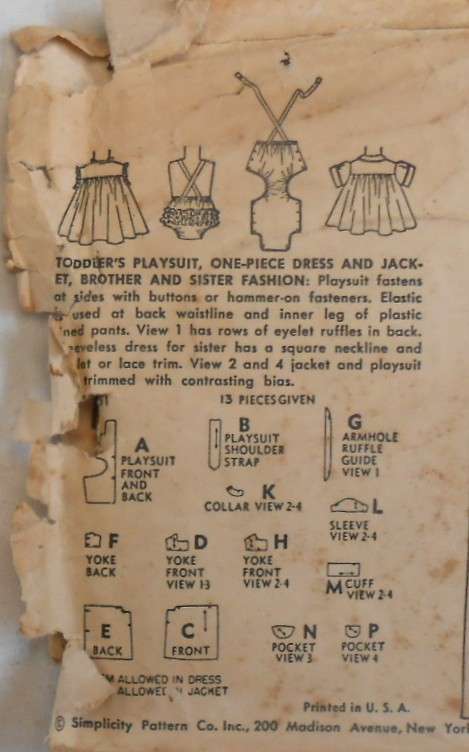 TODDLER'S PLAYSUIT, ONE-PIECE DRESS AND JACK-
ET, BROTHER AND SISTER FASHION: Playsuit fastens
at sides with buttons or hammer-on fasteners. Elastic
used at back waistline and inner leg of plastic
ned pants. View 1 has rows of eyelet ruffles in back.
eveless dress for sister has a square neckline and
let or lace trim. View 2 and 4 jacket and playsuit
trimmed with contrasting bias.
13 PIECES GIVEN
A
PLAYSUIT
FRONT
AND
BACK
B
PLAYSUIT
SHOULDER
STRAP
G
ARMHOLE
RUFFLE
GUIDE
VIEW 1
K
COLLAR VIEW 2-4
L
SLEEVE
VIEW 2-4
F
YOKE
BACK
D
YOKE
FRONT
VIEW 1-3
H
YOKE
FRONT
VIEW 2-4
M CUFF
VIEW 2-4
E
BACK
C
FRONT
N
POCKET
VIEW 3
P
POCKET
VIEW 4
M ALLOWED IN DRESS
ALLOWED IN JACKET
Printed in U. S. A.
© Simplicity Pattern Co. Inc., 200 Madison Avenue, New York